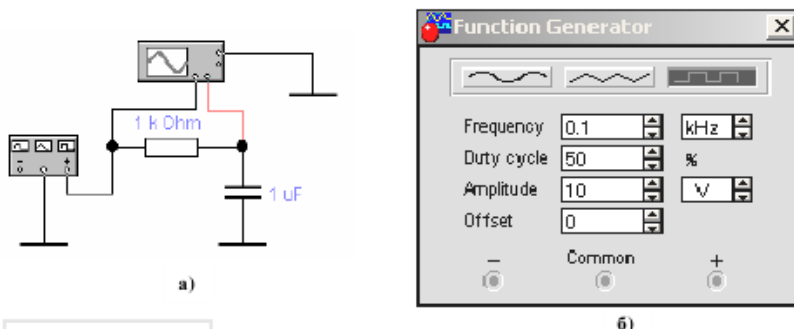 1 k Ohm
1 uF
- +
а)
Function Generator
Frequency 0.1 kHz
Duty cycle 50 %
Amplitude 10 V
Offset 0
– Common +
б)